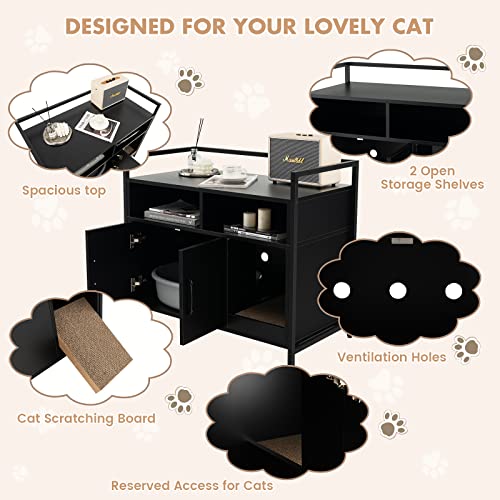 DESIGNED FOR YOUR LOVELY CAT
Spacious top
2 Open
Storage Shelves
Marshall
Ventilation Holes
Cat Scratching Board
Reserved Access for Cats